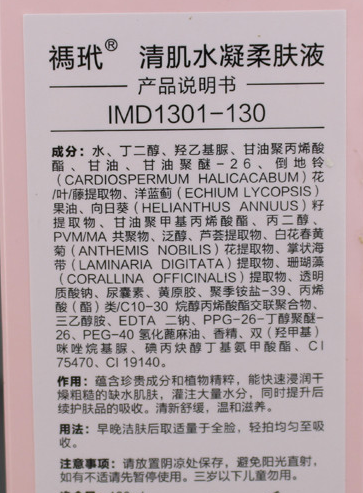 禡玳® 清肌水凝柔肤液
产品说明书
IMD1301-130
成分：水、丁二醇、羟乙基脲、甘油聚丙烯酸
酯、甘油、甘油聚醚-26、倒地铃
（CARDIOSPERMUM HALICACABUM）花
/叶/藤提取物、洋蓝蓟（ECHIUM LYCOPSIS）
果油、向日葵（HELIANTHUS ANNUUS）籽
提取物、甘油聚甲基丙烯酸酯、丙二醇、
PVM/MA 共聚物、泛醇、芦荟提取物、白花春黄
菊（ANTHEMIS NOBILIS）花提取物、掌状海
带（LAMINARIA DIGITATA）提取物、珊瑚藻
（CORALLINA OFFICINALIS）提取物、透明
质酸钠、尿囊素、黄原胶、聚季铵盐-39、丙烯
酸（酯）类/C10-30 烷醇丙烯酸酯交联聚合物、
三乙醇胺、EDTA 二钠、PPG-26-丁醇聚醚-
26、PEG-40 氢化蓖麻油、香精、双（羟甲基）
咪唑烷基脲、碘丙炔醇丁基氨甲酸酯、CI
75470、CI 19140。
作用：蕴含珍贵成分和植物精粹，能快速浸润干
燥粗糙的缺水肌肤，灌注大量水分，同时提升后
续护肤品的吸收。清新舒缓，温和滋养。
用法：早晚洁肤后取适量于全脸，轻拍均匀至吸
收。
注意事项：请放置阴凉处保存，避免阳光直射，
如有不适请先暂停使用。三岁以下儿童勿用。